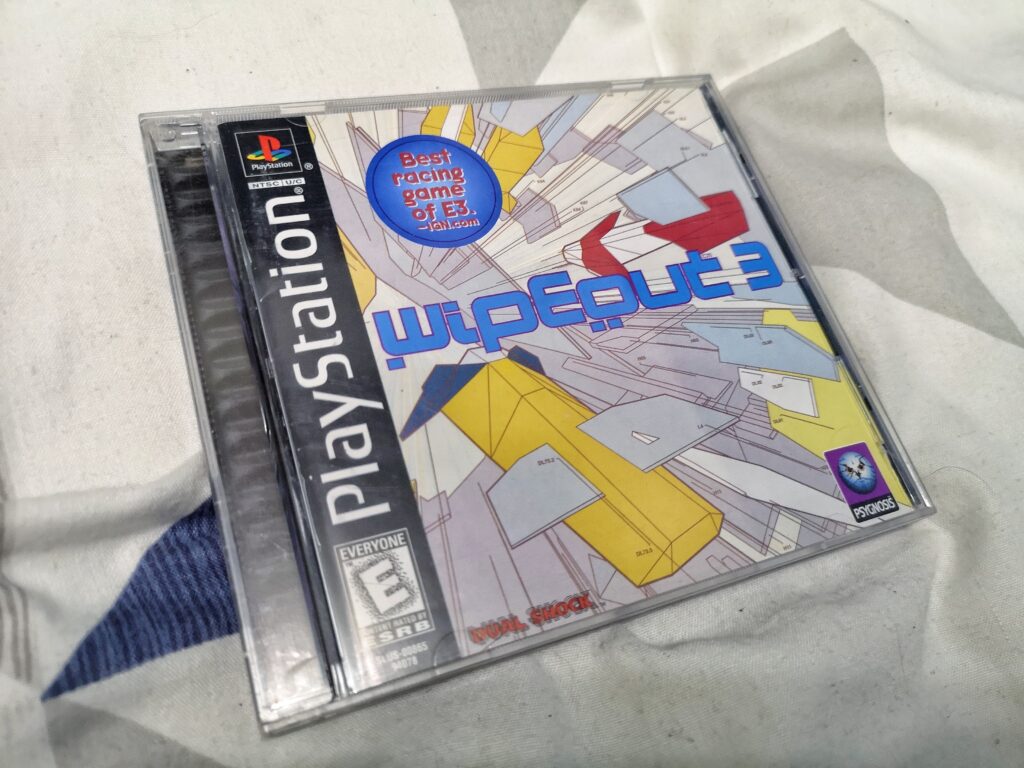 PlayStation
®
NTSC U/C
PlayStation
®
Best
racing
game
of E3.
—IGN.com
wipEout 3
EVERYONE
E
CONTENT RATED BY
ESRB
SLUS-00865
94078
DUAL SHOCK
PSYGNOSIS